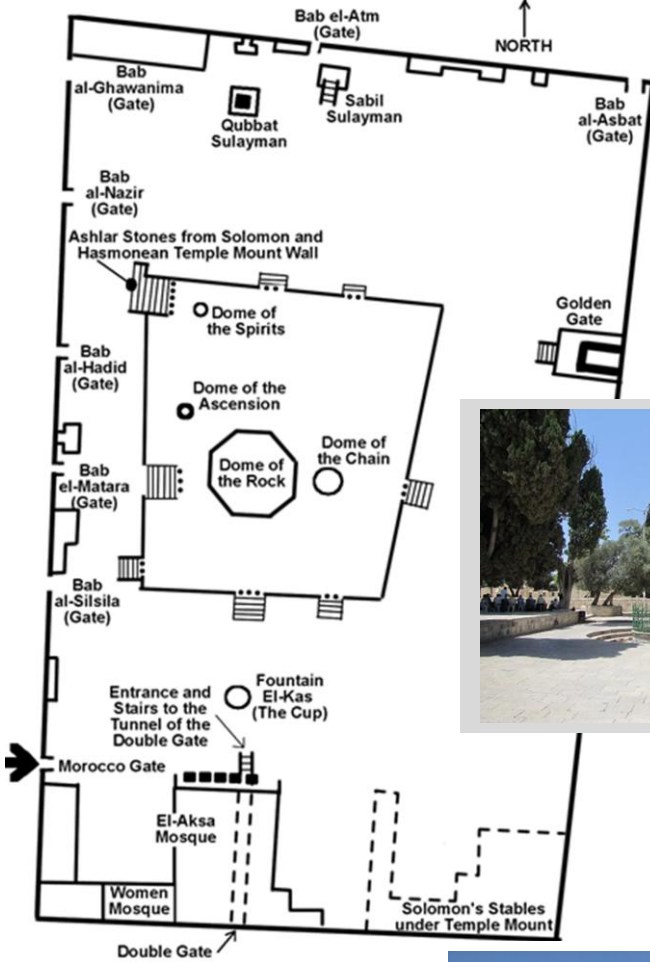 Bab el-Atm
(Gate)
NORTH
Bab
al-Ghawanima
(Gate)
Qubbat
Sulayman
Sabil
Sulayman
Bab
al-Asbat
(Gate)
Bab
al-Nazir
(Gate)
Ashlar Stones from Solomon and
Hasmonean Temple Mount Wall
Dome of
the Spirits
Golden
Gate
Bab
al-Hadid
(Gate)
Dome of the
Ascension
Dome of
the Rock
Dome of
the Chain
Bab
el-Matara
(Gate)
Bab
al-Silsila
(Gate)
Fountain
El-Kas
(The Cup)
Entrance and
Stairs to the
Tunnel of the
Double Gate
Morocco Gate
El-Aksa
Mosque
Women
Mosque
Solomon's Stables
under Temple Mount
Double Gate